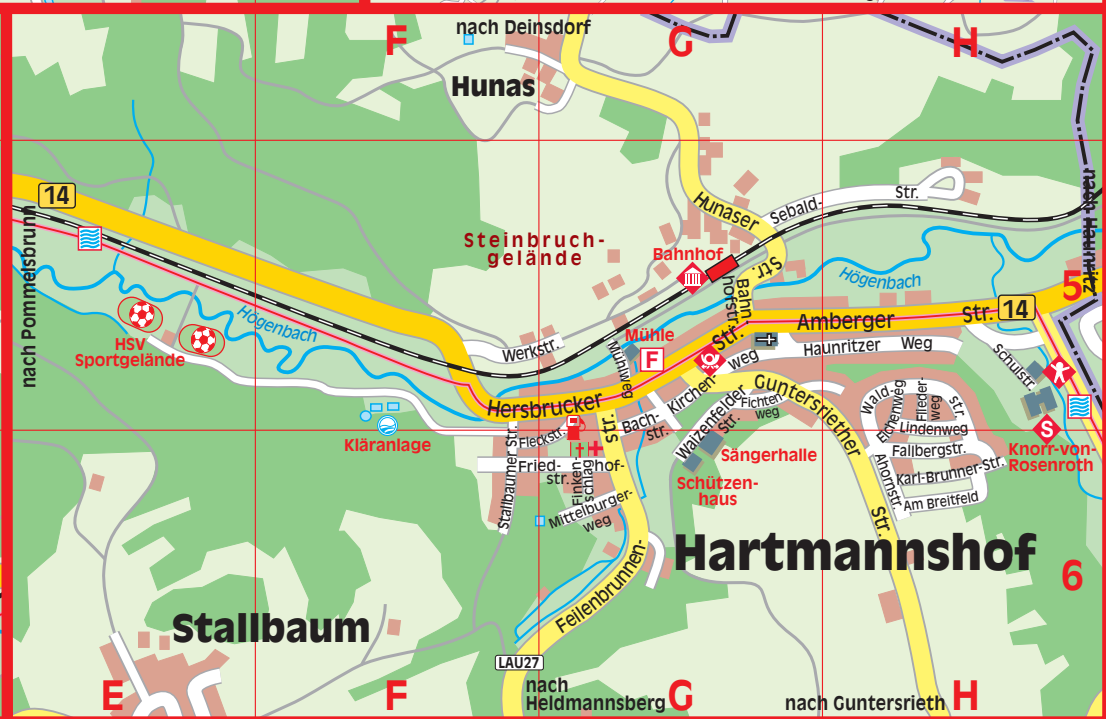 nach Deinsdorf
F
G
H
Hunas
14
nach Pommelsbrunn
nach Haunritz
Hunaser
Str.
Sebald-
Str.
Steinbruch-
gelände
Bahnhof
Bahn-
hofstr.
Högenbach
5
14
Amberger
Str.
HSV
Sportgelände
Högenbach
Werkstr.
Mühle
Mühlweg
F
Str.
Haunritzer Weg
Schulstr.
Hersbrucker
Kirchen-
weg
Guntersriether
Str.
Fichten
weg
Walzenfelder
Str.
Bach-
str.
Wald-
str.
Eichenweg
Flieder-
weg
Lindenweg
Fallbergstr.
Karl-Brunner-Str.
Am Breitfeld
Ahornstr.
S
Knorr-von-
Rosenroth
Kläranlage
Fleckstr.
Stallbaumer Str.
Fried-
hof-
str.
Finken-
schlag
Mittelburger-
weg
Feilenbrunnen-
str.
Sängerhalle
Schützen-
haus
Hartmannshof
6
Stallbaum
LAU27
nach
Heldmannsberg
nach Guntersrieth
E
F
G
H